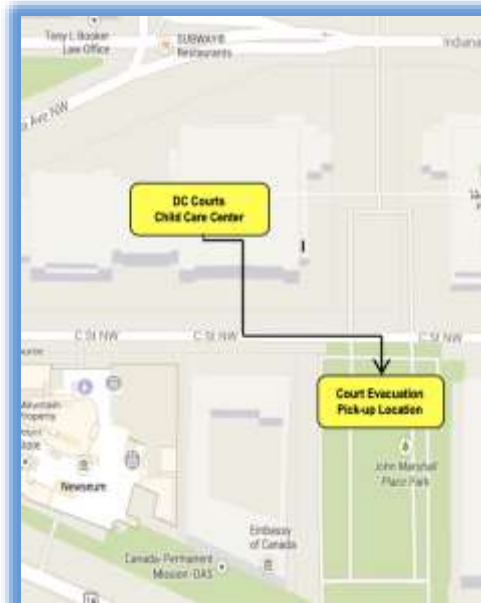 Tony L Booker
Law Office
SUBWAY®
Restaurants
Indiana
Ave NW
DC Courts
Child Care Center
C St NW
C St NW
C St NW
Court Evacuation
Pick-up Location
Property
Newseum
John Marshall
Place Park
Embassy
of Canada
Canada-Permanent
Mission-OAS